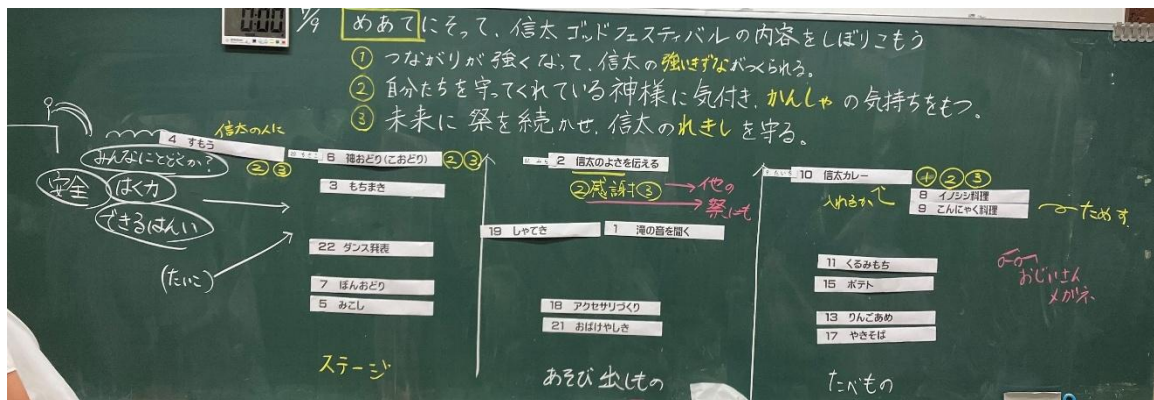 0:00
7/9 めあてにそって、信太ゴッドフェスティバルの内容をしぼりこもう
① つながりが強くなって、信太の強いきずながつくられる。
② 自分たちを守ってくれている神様に気付き、かんしゃの気持ちをもつ。
③ 未来に祭を続かせ、信太のれきしを守る。
信太の人に
4 すもう
②③
みんなにとどくか?
安全
はく力
できるはんい
(たいこ)
6 獅おどり(こおどり) ②③
3 もちまき
22 ダンス発表
7 ぼんおどり
5 みこし
ステージ
2 信太のよさを伝える
②感謝③ → 他の
祭にも
19 しゃてき
1 滝の音を聞く
18 アクセサリづくり
21 おばけやしき
あそび 出しもの
10 信太カレー ①②③
入れるか
8 イノシシ料理
9 こんにゃく料理
ためす
11 くるみもち
15 ポテト
13 りんごあめ
17 やきそば
おじいさん
メガネ
たべもの